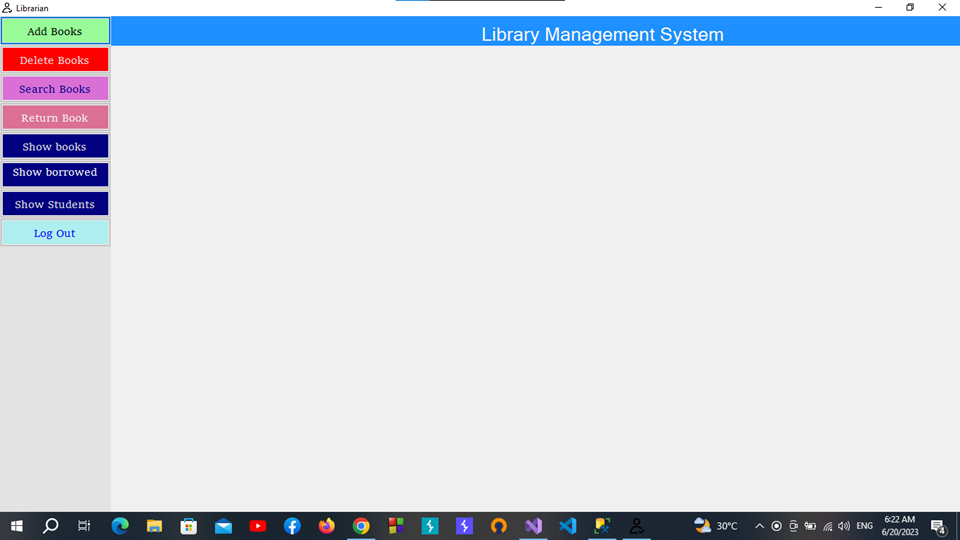 Librarian
Add Books
Library Management System
Delete Books
Search Books
Return Book
Show books
Show borrowed
Show Students
Log Out
30°C
ENG
6:22 AM
6/20/2023
4